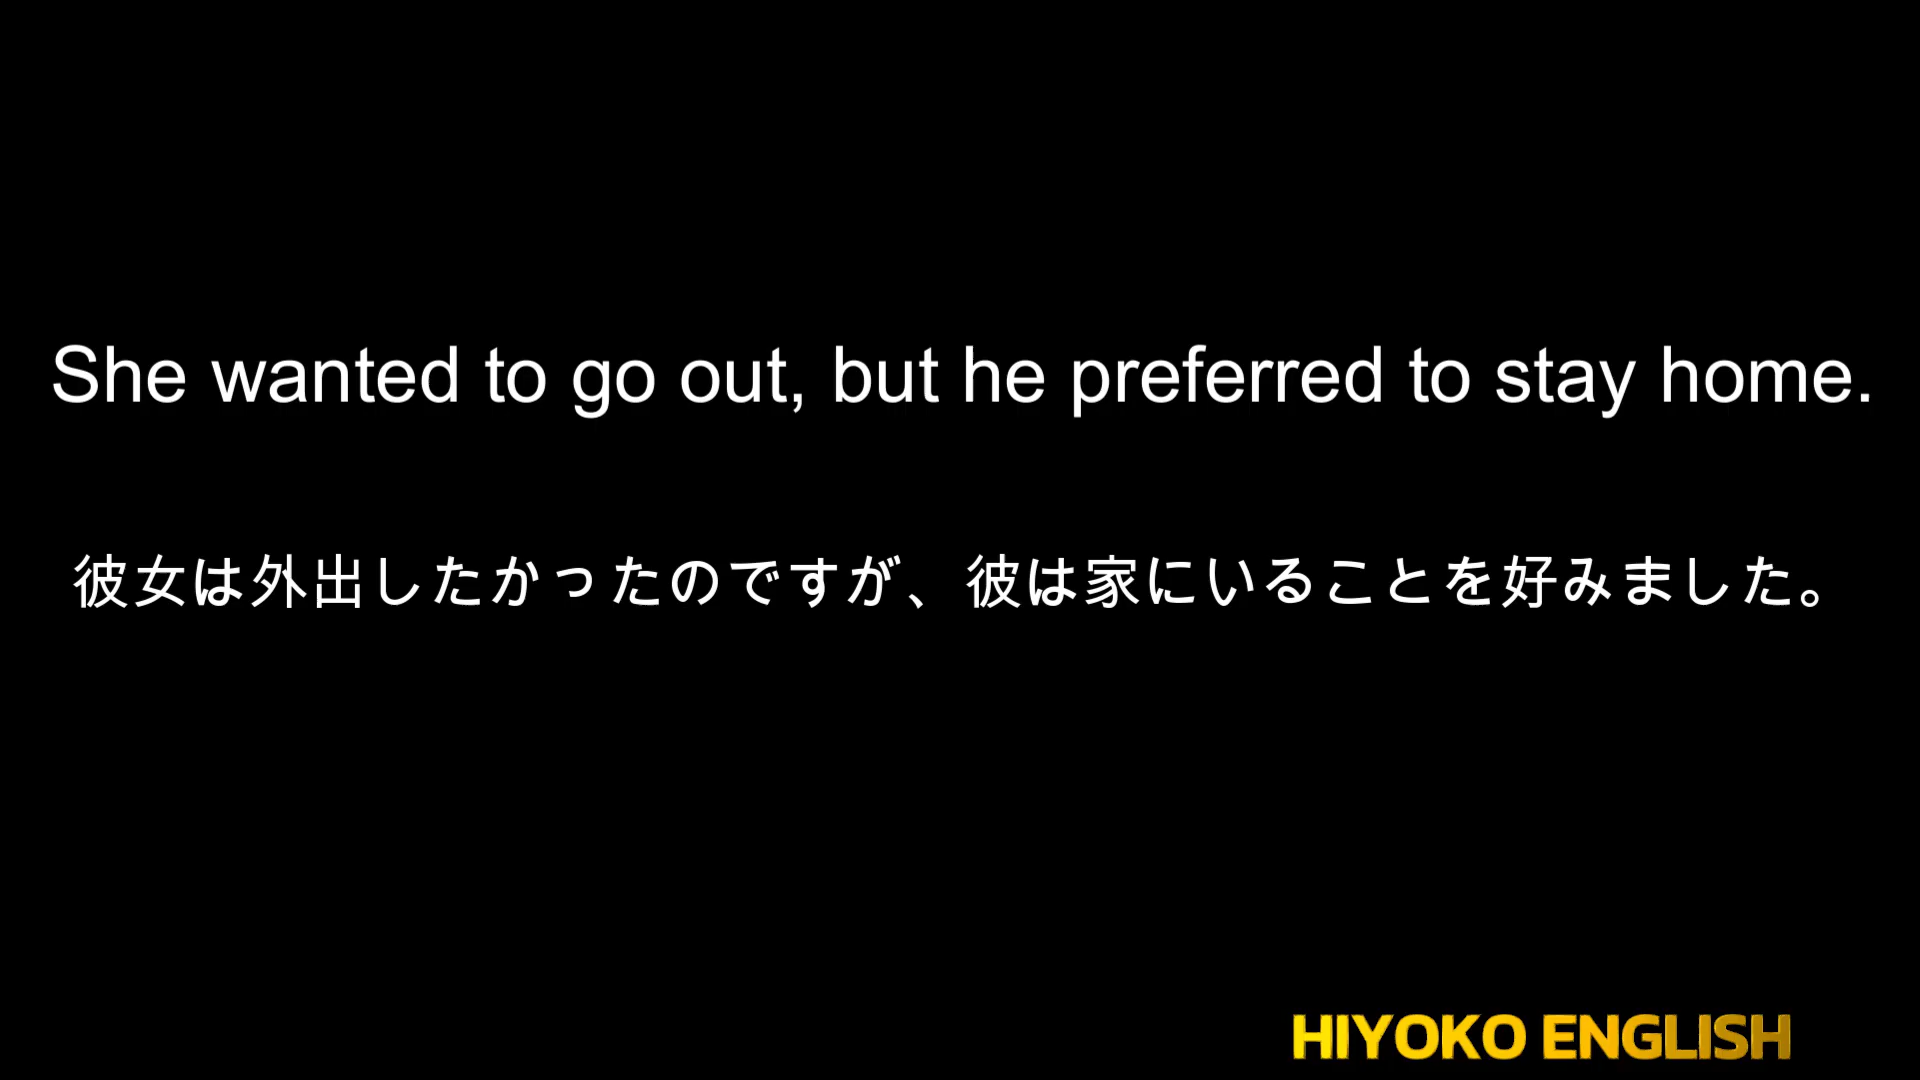 She wanted to go out, but he preferred to stay home.
彼女は外出したかったのですが、彼は家にいることを好みました。
HIYOKO ENGLISH